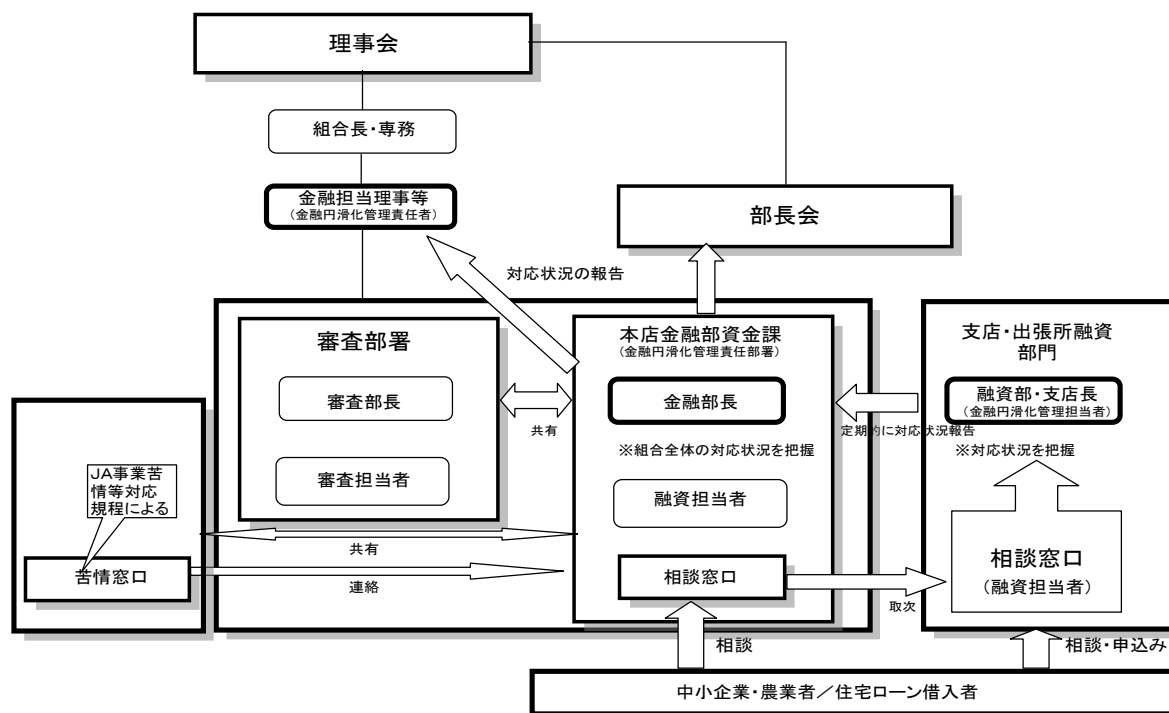 理事会
組合長・専務
金融担当理事等
（金融円滑化管理責任者）
部長会
対応状況の報告
審査部署
審査部長
審査担当者
共有
本店金融部資金課
（金融円滑化管理責任部署）
金融部長
※組合全体の対応状況を把握
融資担当者
相談窓口
定期的に対応状況報告
支店・出張所融資
部門
融資部・支店長
（金融円滑化管理担当者）
※対応状況を把握
相談窓口
（融資担当者）
JA事業苦
情等対応
規程による
苦情窓口
共有
連絡
取次
相談
相談・申込み
中小企業・農業者／住宅ローン借入者